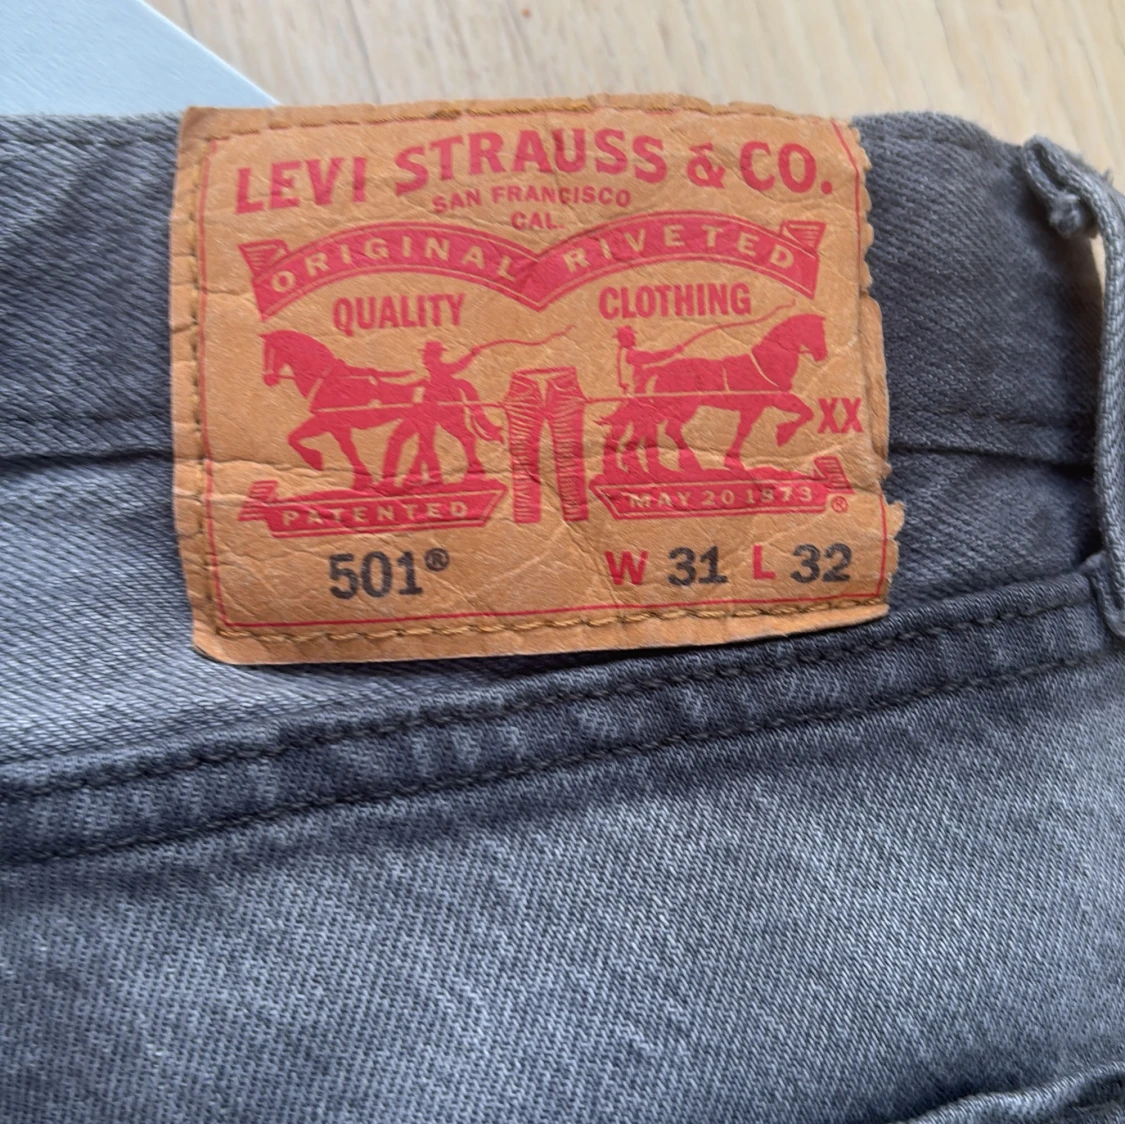 LEVI STRAUSS & CO.
SAN FRANCISCO
CAL.
ORIGINAL RIVETED
QUALITY CLOTHING
XX
PATENTED MAY 20 1873 ®
501® W 31 L 32